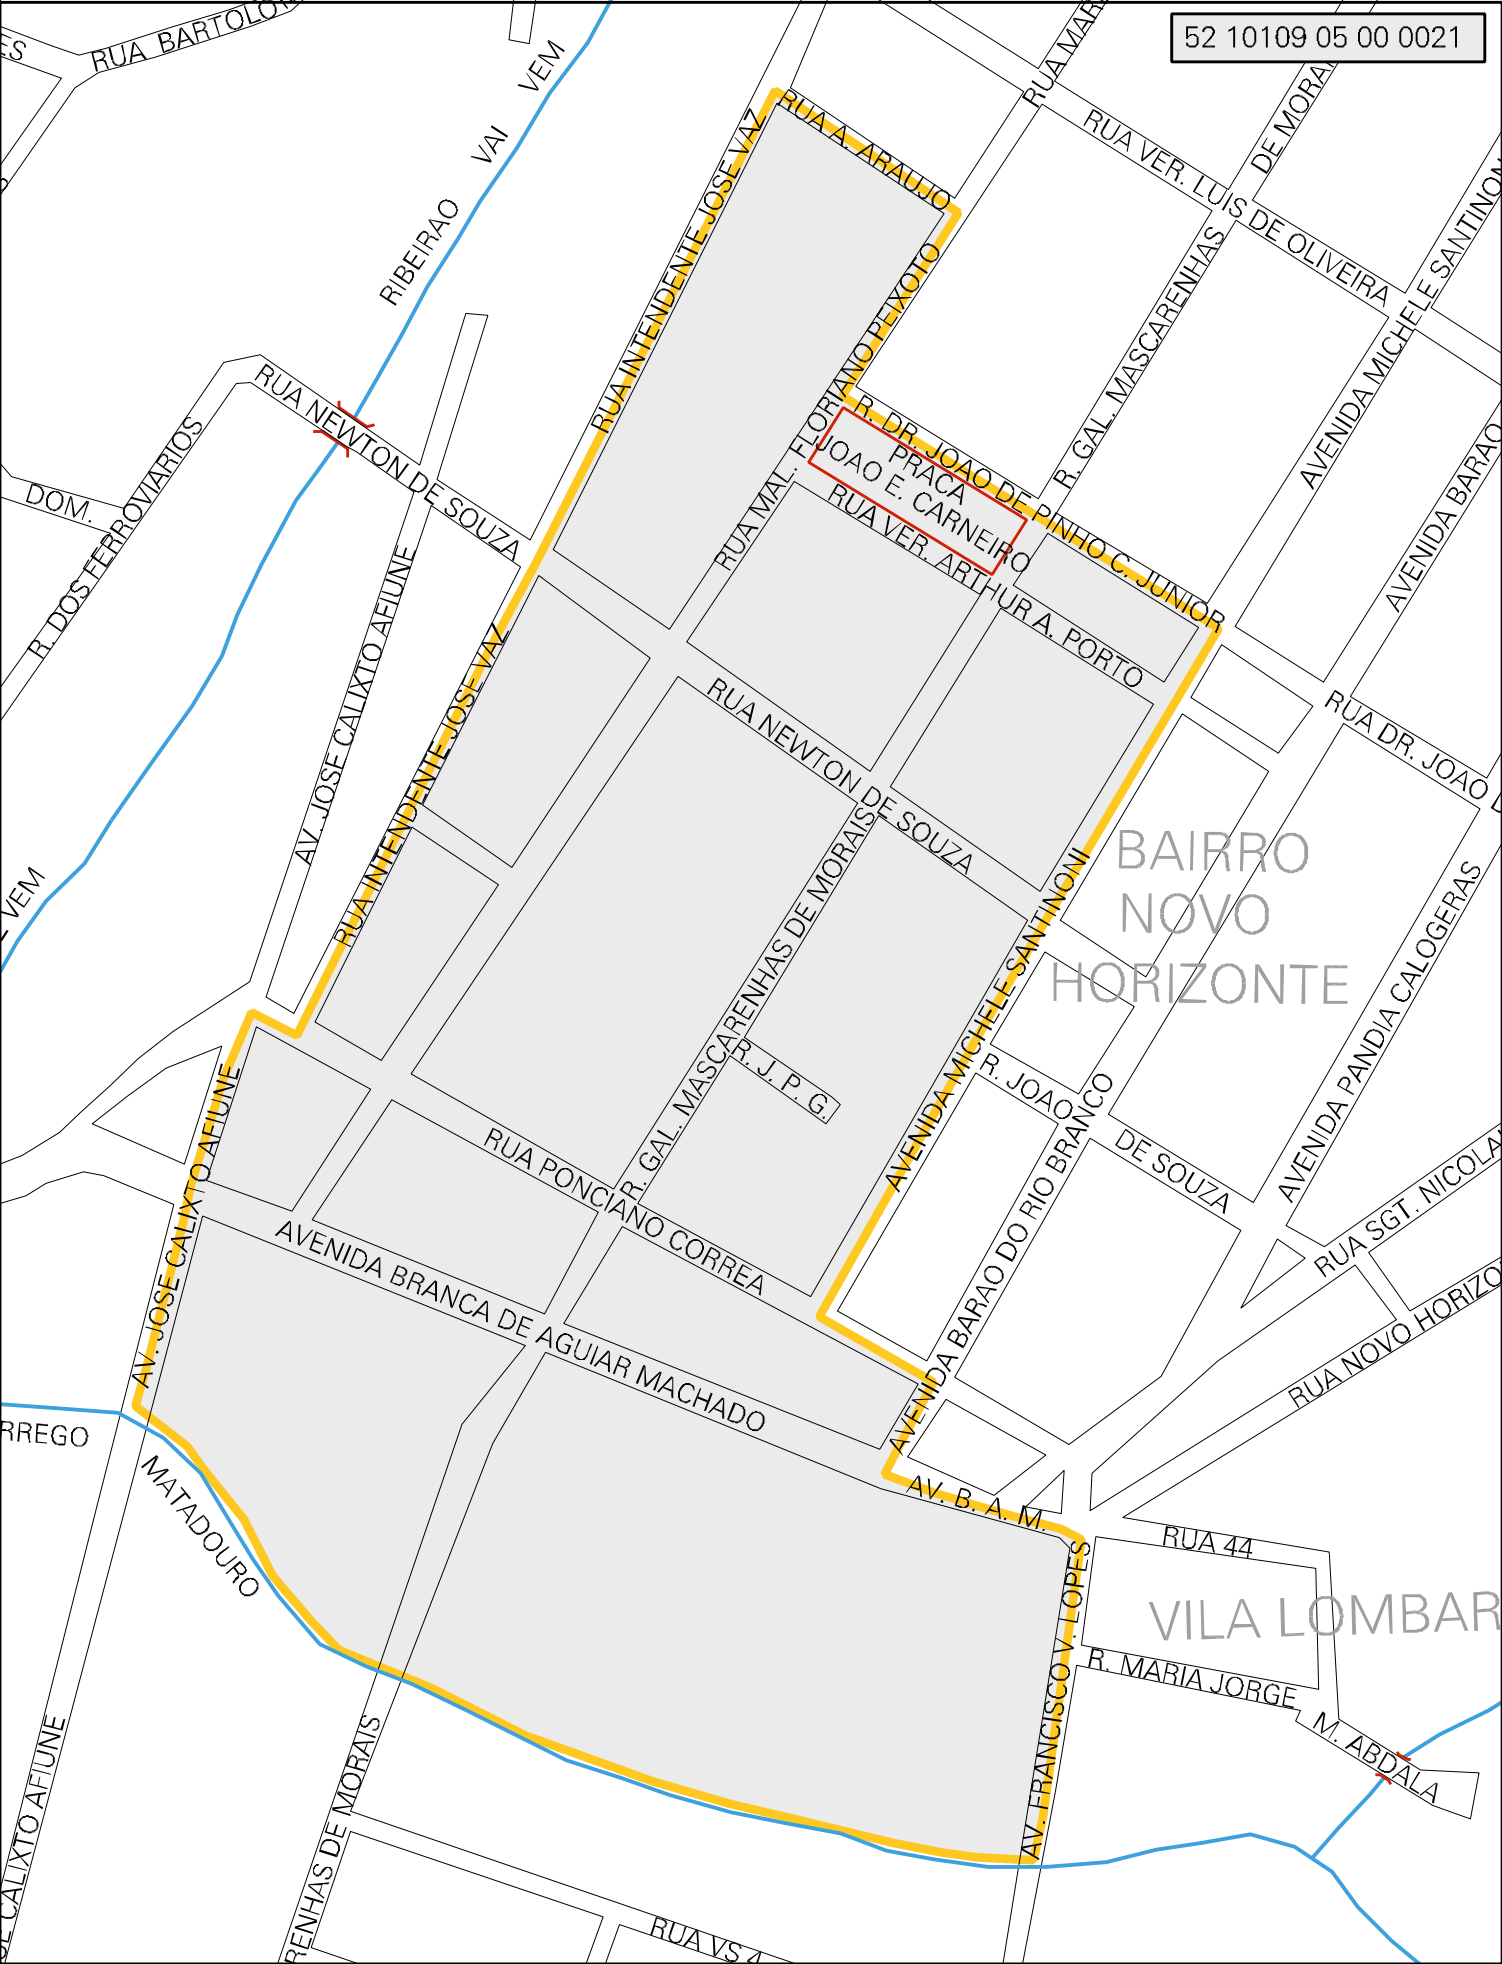 52 10109 05 00 0021
RUA BARTOLO
RIBEIRAO VAI VEM
RUA A. ARAUJO
RUA VER. LUIS DE OLIVEIRA
DE MORA
RUA INTENDENTE JOSE VAZ
RUA MAL. FLORIANO PEIXOTO
R. GAL. MASCARENHAS
AVENIDA MICHELE SANTINON
AVENIDA BARAO
RUA NEWTON DE SOUZA
R. DR. JOAO DE PINHO C. JUNIOR
PRACA
JOAO E. CARNEIRO
RUA VER. ARTHUR A. PORTO
DOM.
R. DOS FERROVIARIOS
AV. JOSE CALIXTO AFIUNE
RUA INTENDENTE JOSE VAZ
RUA NEWTON DE SOUZA
RUA DR. JOAO D
BAIRRO
NOVO
HORIZONTE
VEM
R. GAL. MASCARENHAS DE MORAIS
AVENIDA MICHELE SANTINONI
AVENIDA PANDIA CALOGERAS
R. J. P. G.
R. JOAO DE SOUZA
AV. JOSE CALIXTO AFIUNE
RUA PONCIANO CORREA
AVENIDA BARAO DO RIO BRANCO
RUA SGT. NICOLA
AVENIDA BRANCA DE AGUIAR MACHADO
RUA NOVO HORIZO
RREGO
MATADOURO
AV. B. A. M.
RUA 44
VILA LOMBAR
AV. FRANCISCO V. LOPES
R. MARIA JORGE
M. ABDALA
E CALIXTO AFIUNE
RENHAS DE MORAIS
RUA VS 4